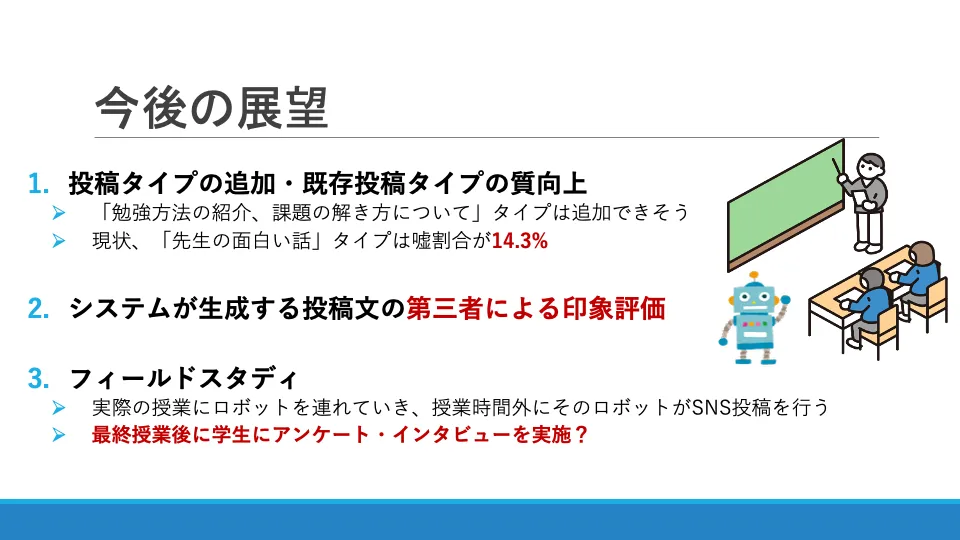 今後の展望
1. 投稿タイプの追加・既存投稿タイプの質向上
➢ 「勉強方法の紹介、課題の解き方について」タイプは追加できそう
➢ 現状、「先生の面白い話」タイプは嘘割合が14.3%
2. システムが生成する投稿文の第三者による印象評価
3. フィールドスタディ
➢ 実際の授業にロボットを連れていき、授業時間外にそのロボットがSNS投稿を行う
➢ 最終授業後に学生にアンケート・インタビューを実施？